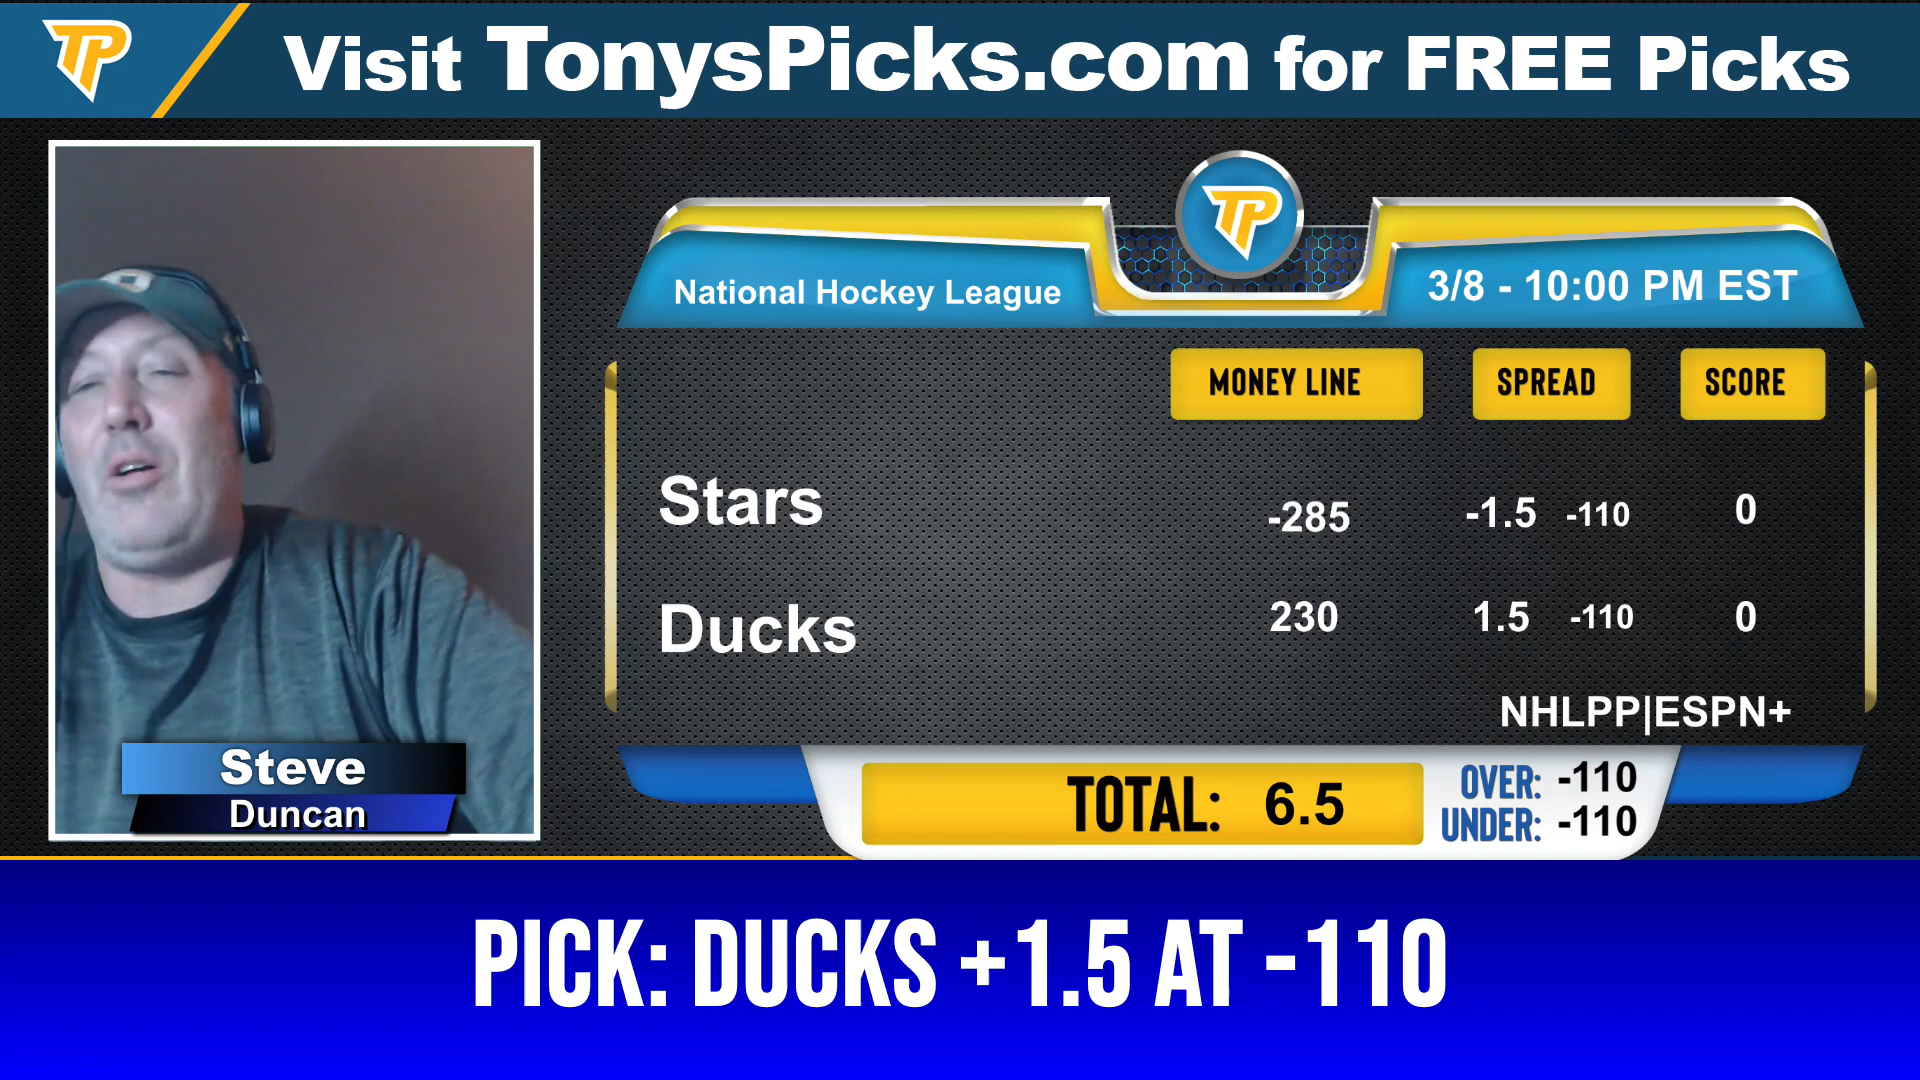 TP
Visit TonysPicks.com for FREE Picks
TP
National Hockey League
3/8 - 10:00 PM EST
MONEY LINE SPREAD SCORE
Stars -285 -1.5 -110 0
Ducks 230 1.5 -110 0
NHLPP|ESPN+
TOTAL: 6.5
OVER: -110
UNDER: -110
Steve
Duncan
PICK: DUCKS +1.5 AT -110